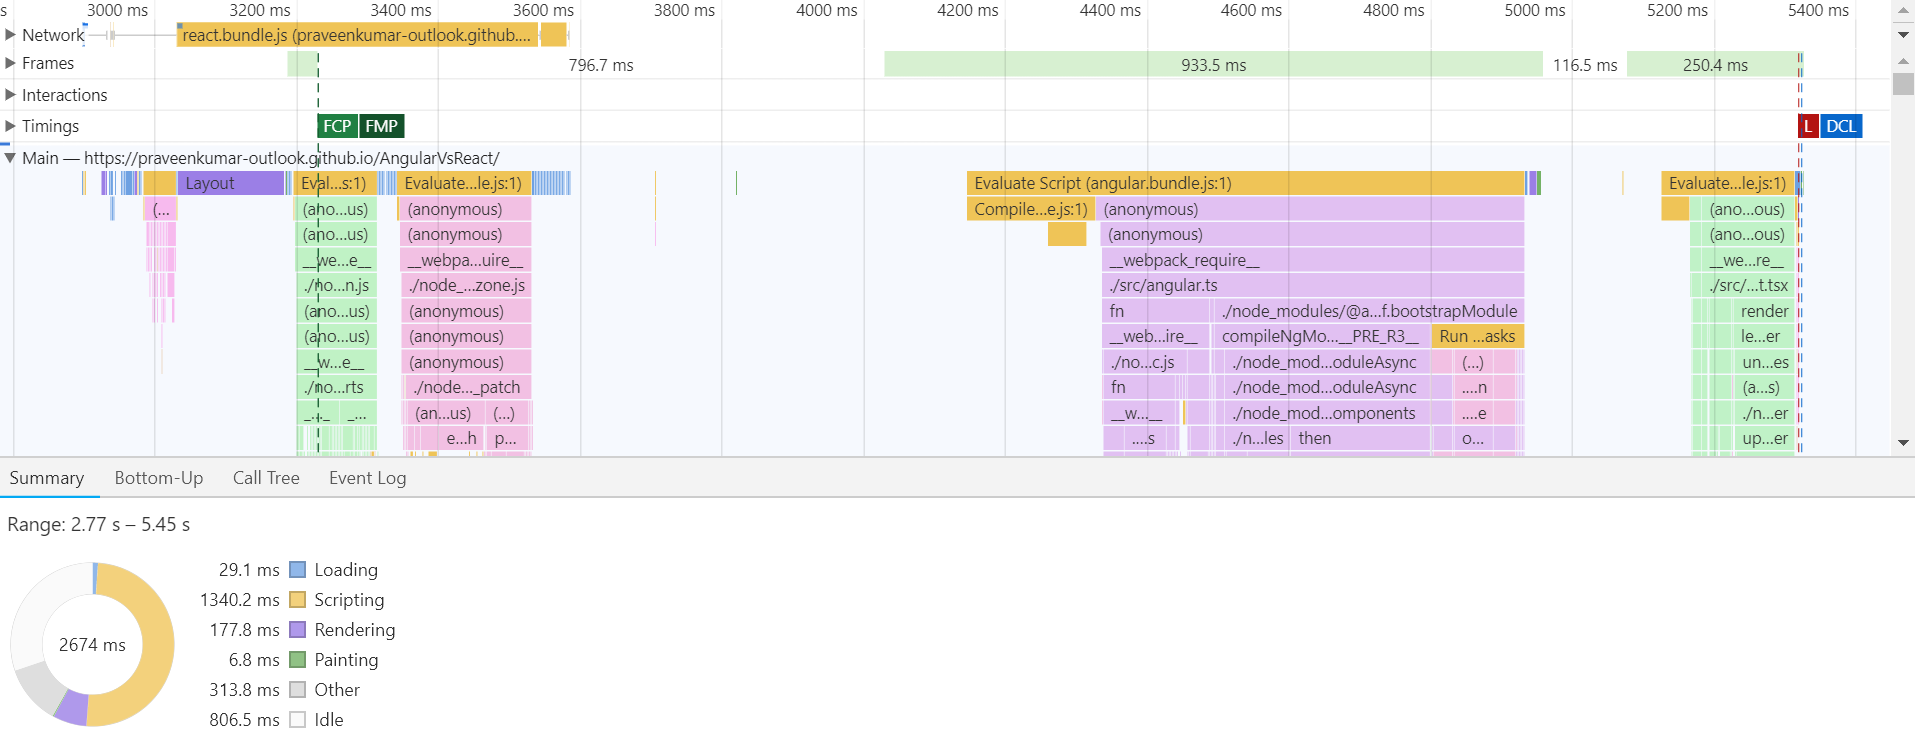 s 3000 ms 3200 ms 3400 ms 3600 ms 3800 ms 4000 ms 4200 ms 4400 ms 4600 ms 4800 ms 5000 ms 5200 ms 5400 ms
Network react.bundle.js (praveenkumar-outlook.github....
Frames 796.7 ms 933.5 ms 116.5 ms 250.4 ms
Interactions
Timings FCP FMP L DCL
Main — https://praveenkumar-outlook.github.io/AngularVsReact/
Layout Eval...s:1) Evaluate...le.js:1) Evaluate Script (angular.bundle.js:1) Evaluate...le.js:1)
(... (ano...us) (anonymous) Compile...e.js:1) (anonymous) (ano...ous)
(ano...us) (anonymous) (anonymous) (ano...ous)
__we...e__ __webpa...uire__ __webpack_require__ __we...re__
./no...n.js ./node_...zone.js ./src/angular.ts ./src/...t.tsx
(ano...us) (anonymous) fn ./node_modules/@a...f.bootstrapModule render
(ano...us) (anonymous) __web...ire__ compileNgMo...__PRE_R3__ Run ...asks le...er
__w...e__ (anonymous) ./no...c.js ./node_mod...oduleAsync (...) un...es
./no...rts ./node..._patch fn ./node_mod...oduleAsync ....n (a...s)
_..._ _... (an...us) (...) __w...__ ./node_mod...omponents ....e ./n...er
e...h p... ....s ./n...les then o... up...er
Summary Bottom-Up Call Tree Event Log
Range: 2.77 s – 5.45 s
2674 ms
29.1 ms Loading
1340.2 ms Scripting
177.8 ms Rendering
6.8 ms Painting
313.8 ms Other
806.5 ms Idle